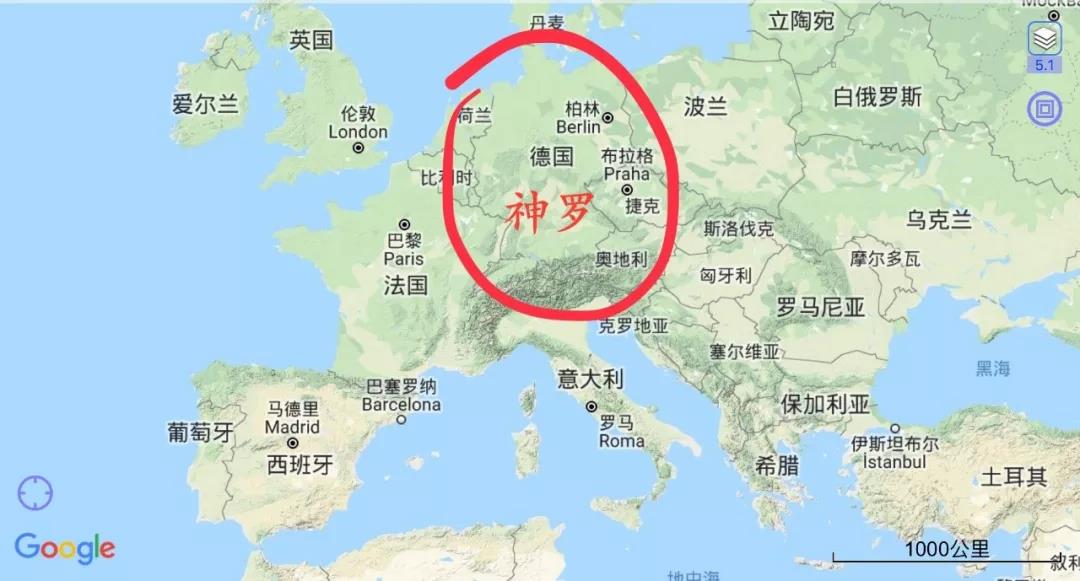 Москва
丹麦
立陶宛
英国
5.1
爱尔兰
荷兰
柏林
Berlin
波兰
白俄罗斯
伦敦
London
德国
布拉格
Praha
比利时
神罗
捷克
乌克兰
巴黎
Paris
斯洛伐克
奥地利
摩尔多瓦
法国
匈牙利
罗马尼亚
克罗地亚
塞尔维亚
黑海
意大利
巴塞罗纳
Barcelona
保加利亚
马德里
Madrid
罗马
Roma
葡萄牙
伊斯坦布尔
İstanbul
西班牙
希腊
土耳其
Google
1000公里
叙利
地中海